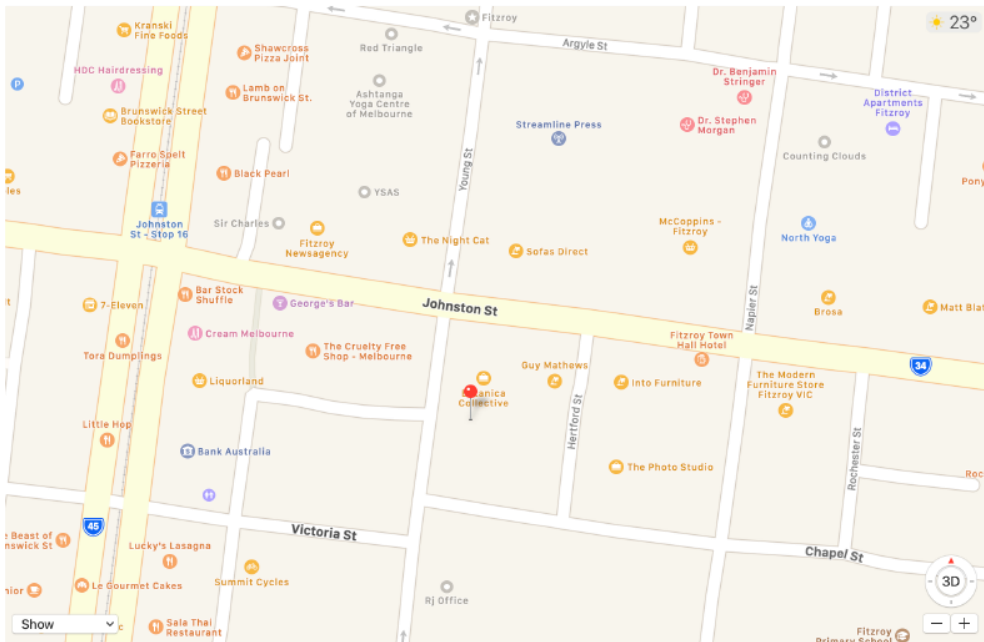 Kranski
Fine Foods
Fitzroy
23°
Shawcross
Pizza Joint
Red Triangle
Argyle St
HDC Hairdressing
Dr. Benjamin
Stringer
P
Lamb on
Brunswick St.
Ashtanga
Yoga Centre
of Melbourne
District
Apartments
Fitzroy
Brunswick Street
Bookstore
Streamline Press
Dr. Stephen
Morgan
Farro Spelt
Pizzeria
Young St
Counting Clouds
Black Pearl
Pony
les
YSAS
Johnston
St - Stop 16
Sir Charles
Fitzroy
Newsagency
The Night Cat
Sofas Direct
McCoppins -
Fitzroy
North Yoga
Bar Stock
Shuffle
7-Eleven
George's Bar
Johnston St
Napier St
Brosa
Matt Blat
Cream Melbourne
Tora Dumplings
The Cruelty Free
Shop - Melbourne
Fitzroy Town
Hall Hotel
34
Liquorland
Guy Mathews
Into Furniture
The Modern
Furniture Store
Fitzroy VIC
Collective
Little Hop
Hertford St
Bank Australia
The Photo Studio
Rochester St
Roc
45
Victoria St
e Beast of
nswick St
Lucky's Lasagna
Chapel St
Summit Cycles
Le Gourmet Cakes
nior
Rj Office
3D
Show
c
Sala Thai
Restaurant
Fitzroy
Primary School